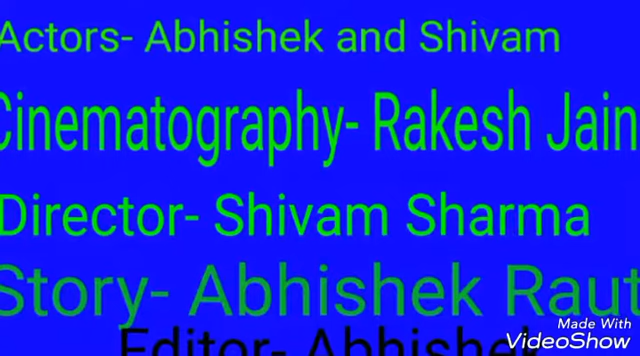 Actors- Abhishek and Shivam
Cinematography- Rakesh Jain
Director- Shivam Sharma
Story- Abhishek Raut
Editor- Abhishek
Made With
VideoShow